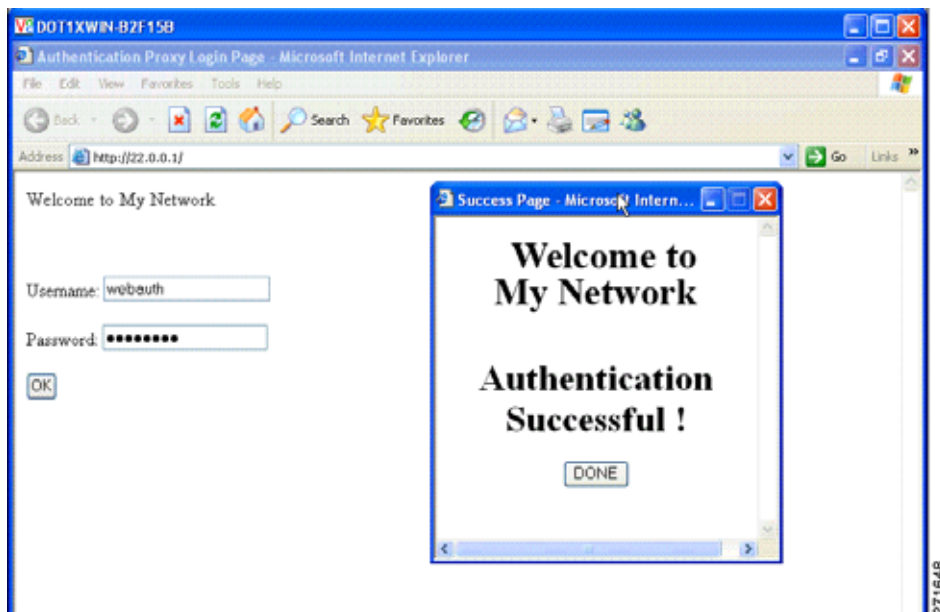 DOT1XWIN-B2F15B
Authentication Proxy Login Page - Microsoft Internet Explorer
File Edit View Favorites Tools Help
Back Search Favorites
Address http://22.0.0.1/ Go Links »
Welcome to My Network
Username: webauth
Password: ••••••••
OK
Success Page - Microsoft Intern...
Welcome to
My Network
Authentication
Successful !
DONE
271648